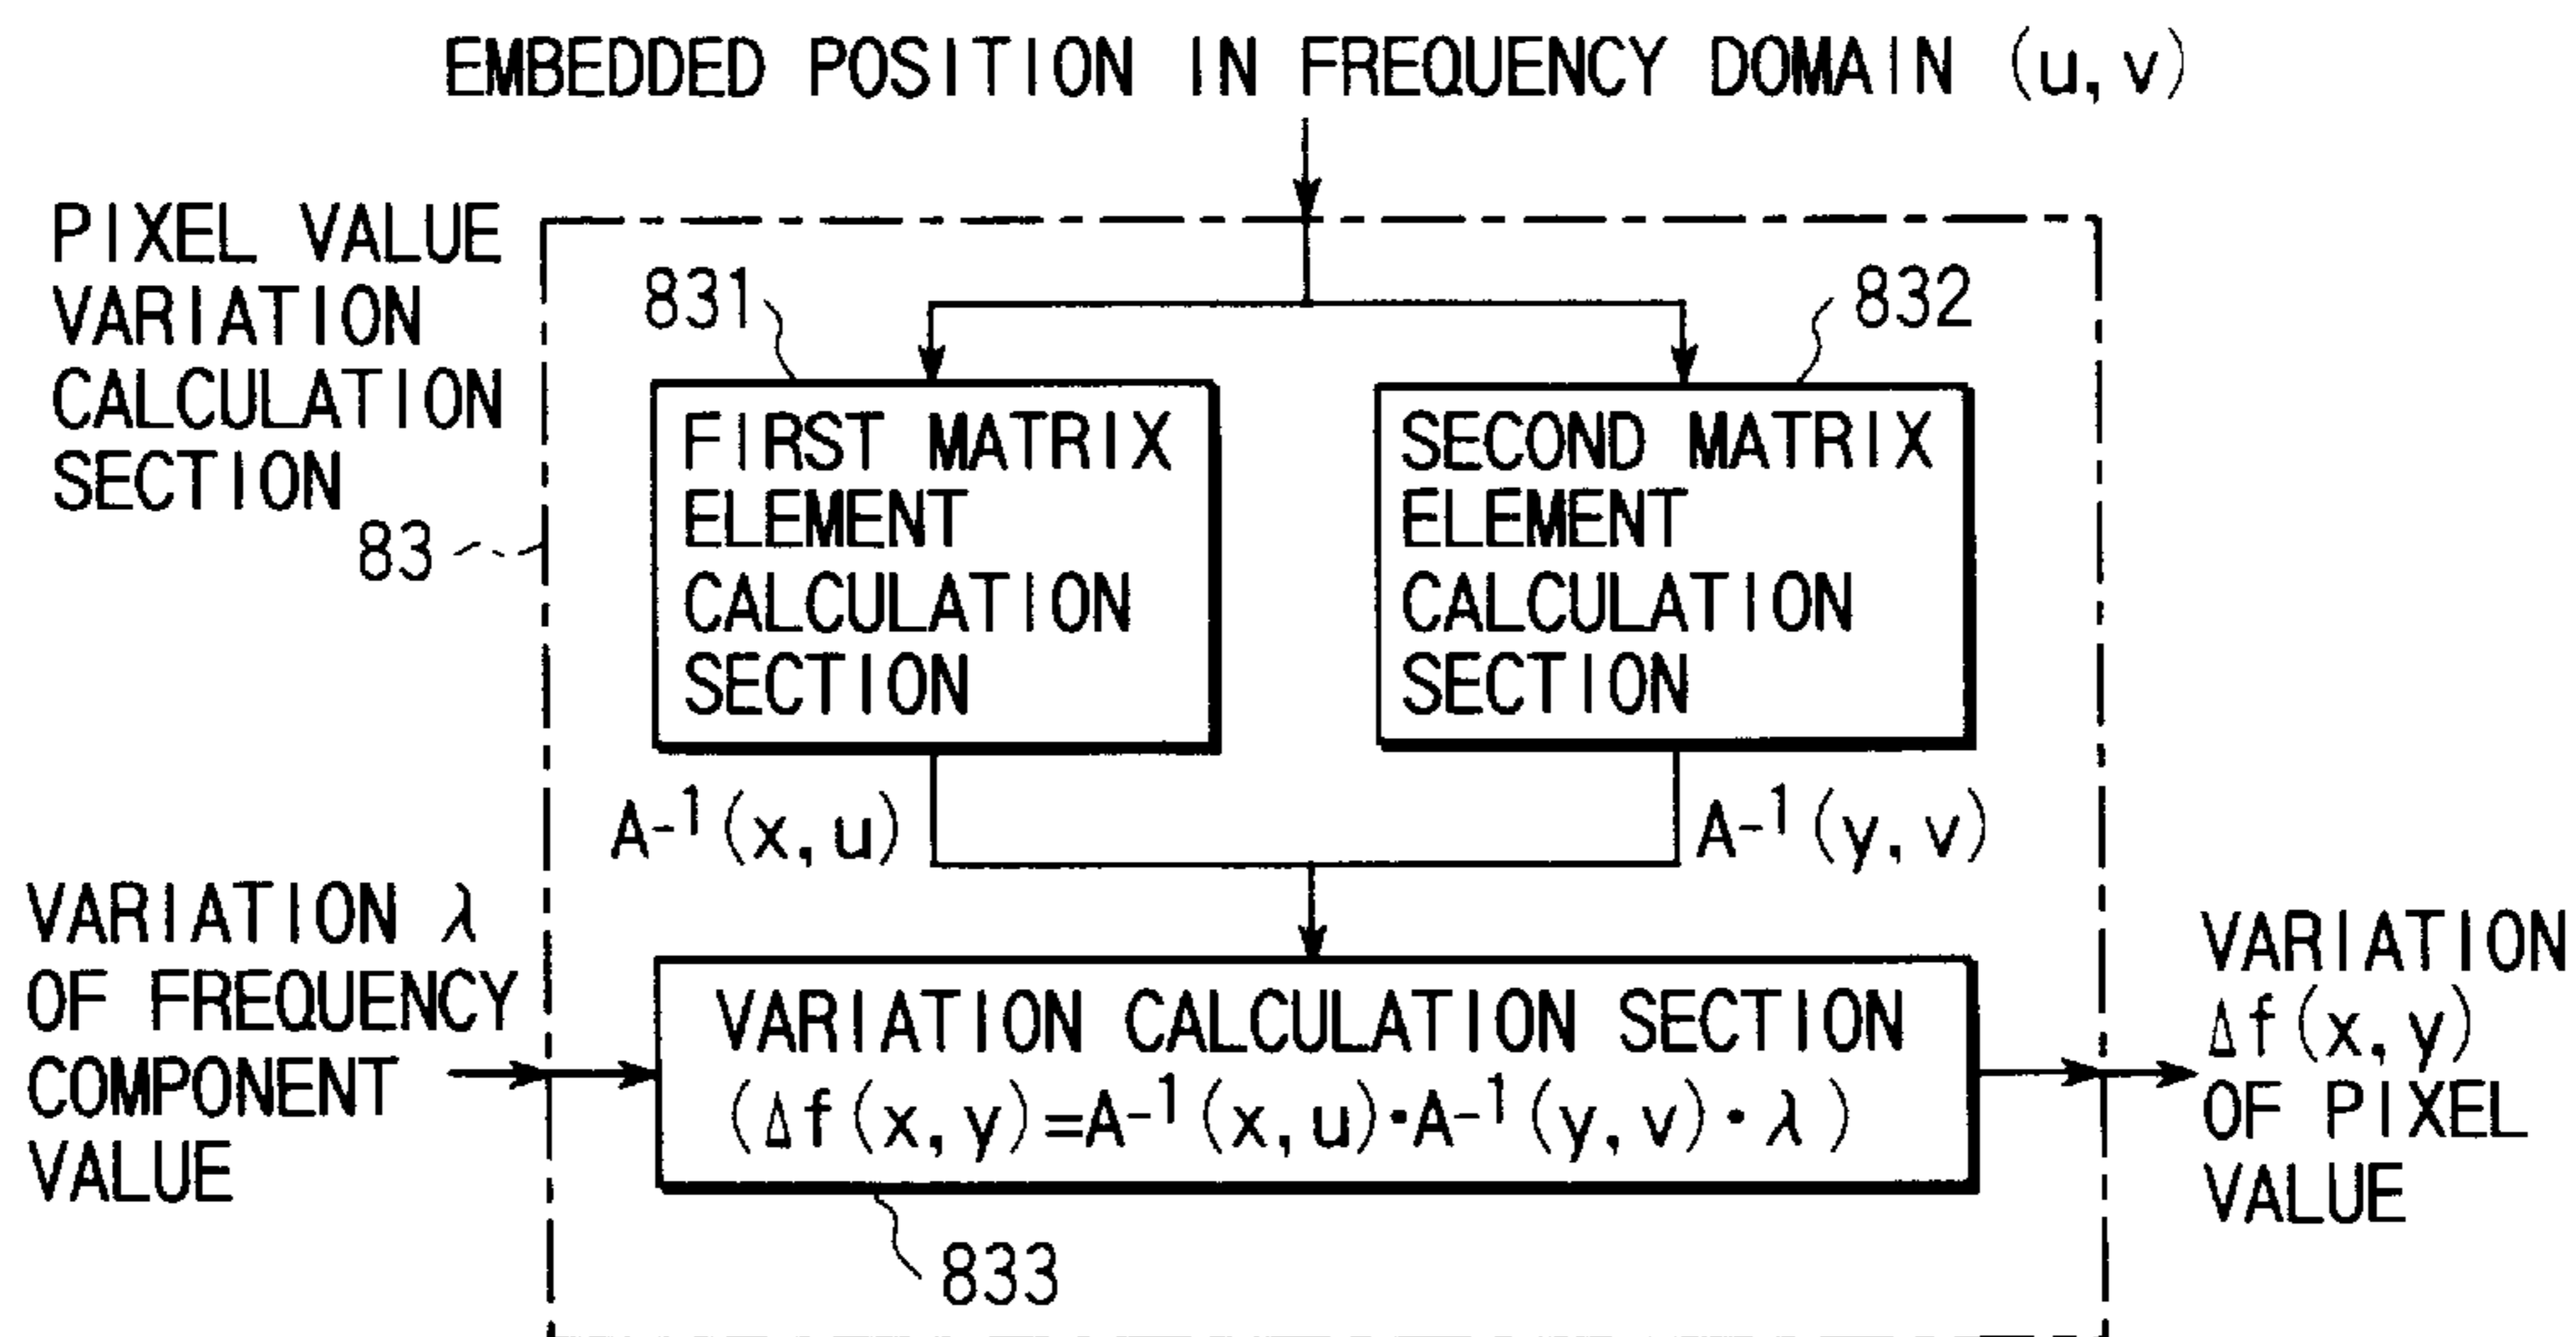 EMBEDDED POSITION IN FREQUENCY DOMAIN (u, v)
PIXEL VALUE
VARIATION
CALCULATION
SECTION
83
831
832
FIRST MATRIX
ELEMENT
CALCULATION
SECTION
SECOND MATRIX
ELEMENT
CALCULATION
SECTION
A-1(x, u)
A-1(y, v)
VARIATION λ
OF FREQUENCY
COMPONENT
VALUE
VARIATION CALCULATION SECTION
(Δf(x, y)=A-1(x, u)·A-1(y, v)·λ)
833
VARIATION
Δf(x, y)
OF PIXEL
VALUE